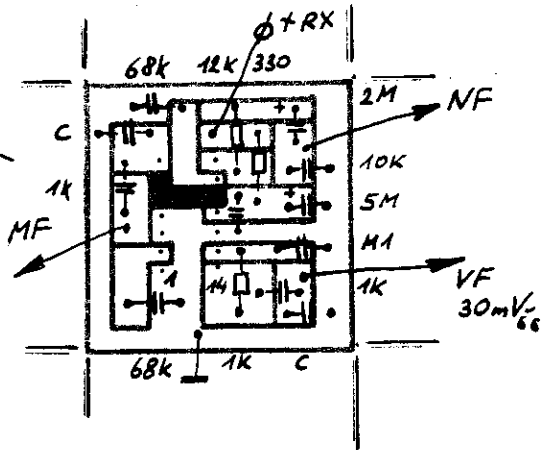 φ + RX
68k 12k 330
2M
NF
C
10K
1k
5M
MF
M1
VF
1
14
1K
30mV
68k
1K
C
+
+